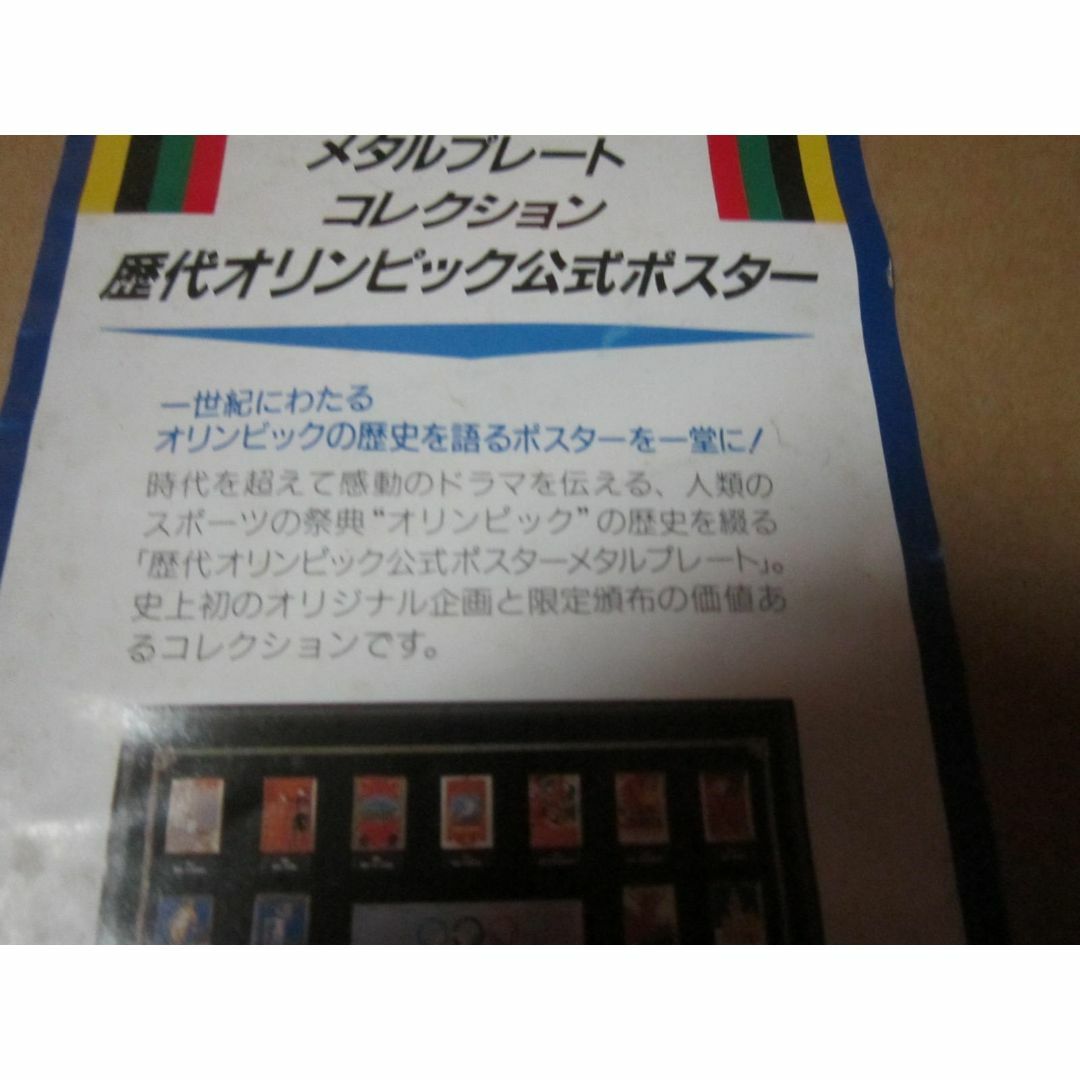 メタルプレート
コレクション
歴代オリンピック公式ポスター
一世紀にわたる
オリンピックの歴史を語るポスターを一堂に!
時代を超えて感動のドラマを伝える、人類の
スポーツの祭典“オリンピック”の歴史を綴る
「歴代オリンピック公式ポスターメタルプレート」。
史上初のオリジナル企画と限定頒布の価値あ
るコレクションです。